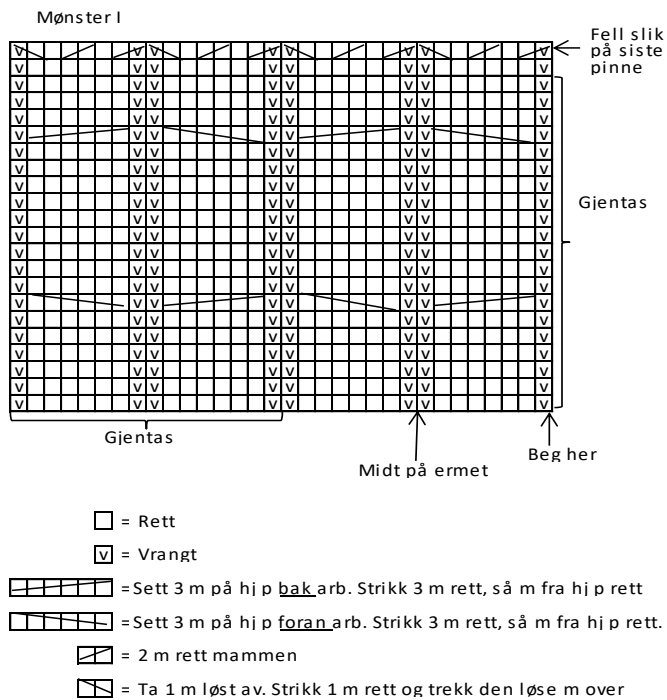 Mønster I
Fell slik
på siste
pinne
Gjentas
Gjentas
Midt på ermet
Beg her
= Rett
v = Vrangt
= Sett 3 m på hj p bak arb. Strikk 3 m rett, så m fra hj p rett
= Sett 3 m på hj p foran arb. Strikk 3 m rett, så m fra hj p rett.
= 2 m rett mammen
= Ta 1 m løst av. Strikk 1 m rett og trekk den løse m over